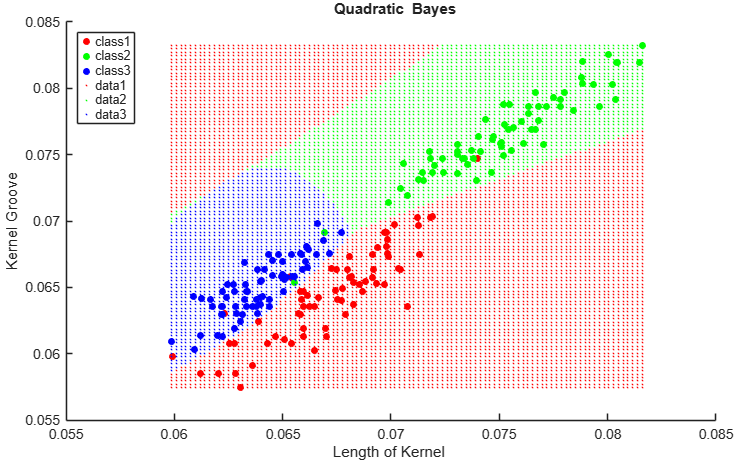 Quadratic Bayes
0.085
0.08
0.075
0.07
0.065
0.06
0.055
Kernel Groove
class1
class2
class3
data1
data2
data3
0.055 0.06 0.065 0.07 0.075 0.08 0.085
Length of Kernel